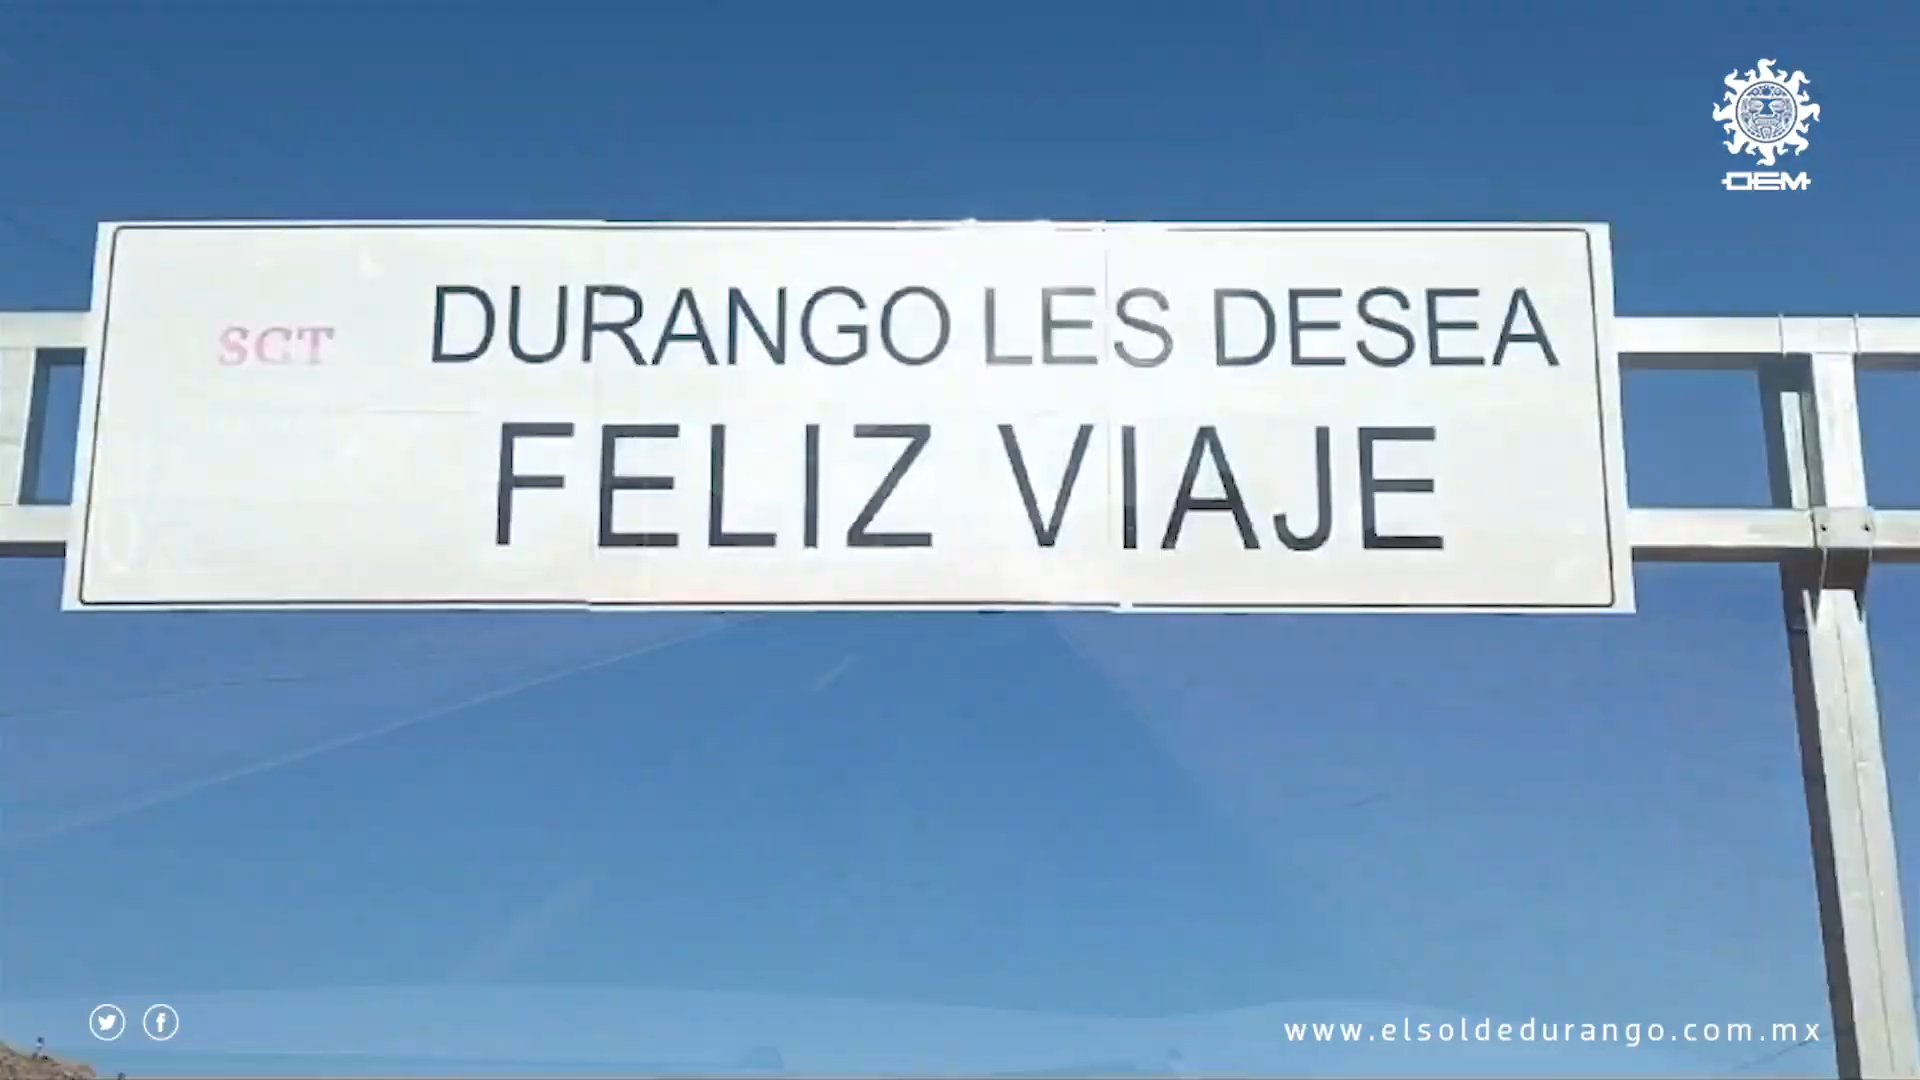 OEM
SCT
DURANGO LES DESEA
FELIZ VIAJE
www.elsoldedurango.com.mx